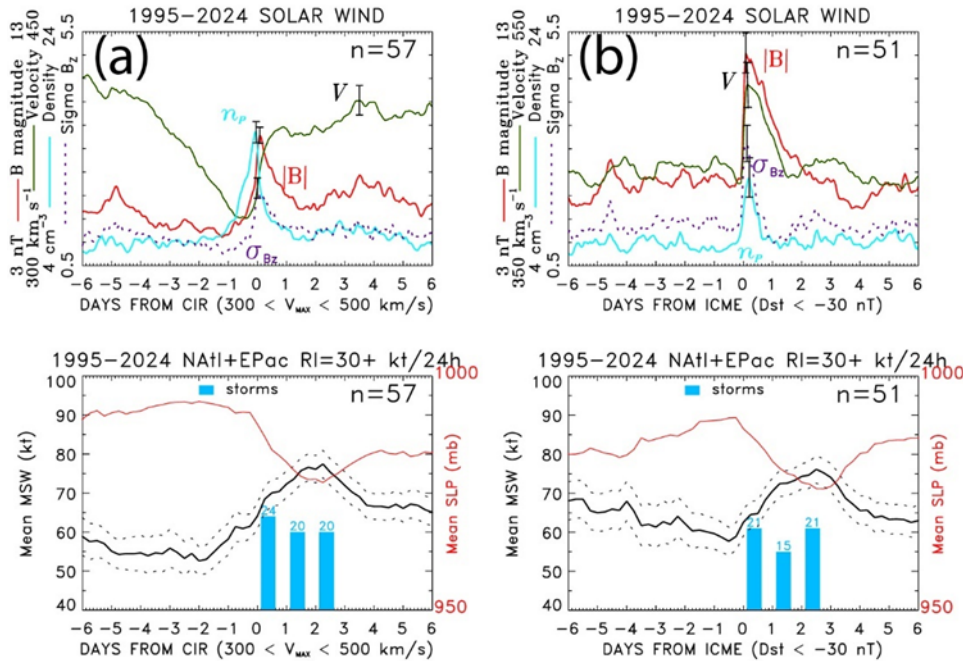 1995-2024 SOLAR WIND
(a)
n=57
B magnitude
3 nT 13
Velocity
300 km s⁻¹ 450
Density
4 cm⁻³ 24
Sigma Bz
0.5 5.5
V
n_p
|B|
σ_Bz
-6 -5 -4 -3 -2 -1 0 1 2 3 4 5 6
DAYS FROM CIR (300 < V_MAX < 500 km/s)
1995-2024 SOLAR WIND
(b)
n=51
B magnitude
3 nT 13
Velocity
350 km s⁻¹ 550
Density
4 cm⁻³ 24
Sigma Bz
0.5 5.5
|B|
V
σ_Bz
n_p
-6 -5 -4 -3 -2 -1 0 1 2 3 4 5 6
DAYS FROM ICME (Dst < -30 nT)
1995-2024 NAtl+EPac RI=30+ kt/24h
storms
n=57
100
90
80
70
60
50
40
Mean MSW (kt)
1000
950
Mean SLP (mb)
24 20 20
-6 -5 -4 -3 -2 -1 0 1 2 3 4 5 6
DAYS FROM CIR (300 < V_MAX < 500 km/s)
1995-2024 NAtl+EPac RI=30+ kt/24h
storms
n=51
100
90
80
70
60
50
40
Mean MSW (kt)
1000
950
Mean SLP (mb)
21 15 21
-6 -5 -4 -3 -2 -1 0 1 2 3 4 5 6
DAYS FROM ICME (Dst < -30 nT)